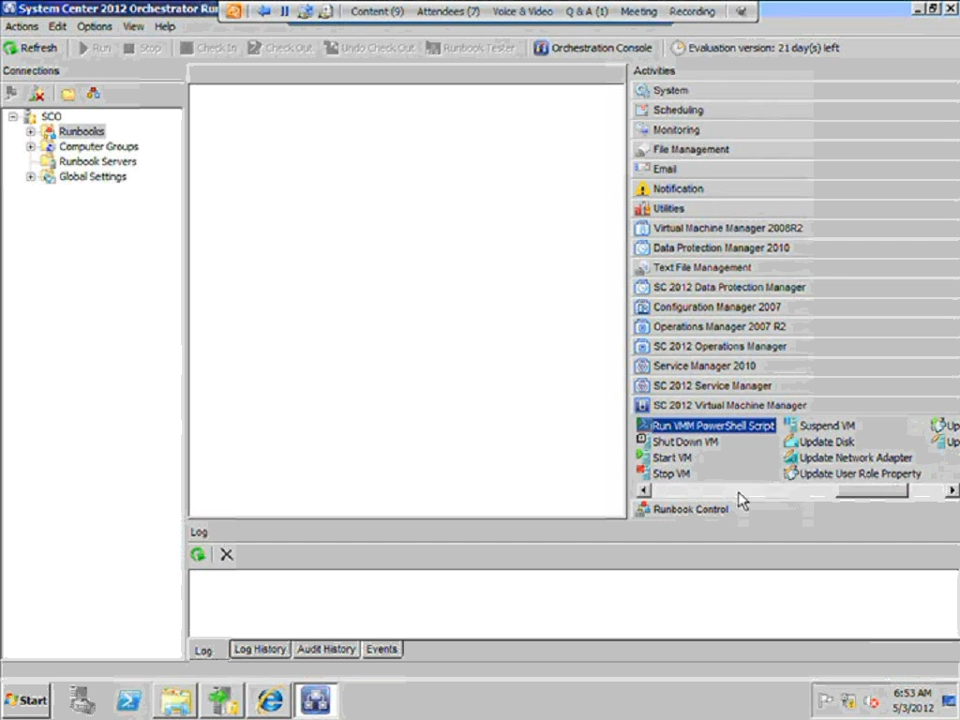 System Center 2012 Orchestrator Ru
Content (9) Attendees (7) Voice & Video Q & A (1) Meeting Recording
Actions Edit Options View Help
Refresh Run Stop Check In Check Out Undo Check Out Runbook Tester Orchestration Console Evaluation version: 21 day(s) left
Connections
SCO
Runbooks
Computer Groups
Runbook Servers
Global Settings
Activities
System
Scheduling
Monitoring
File Management
Email
Notification
Utilities
Virtual Machine Manager 2008R2
Data Protection Manager 2010
Text File Management
SC 2012 Data Protection Manager
Configuration Manager 2007
Operations Manager 2007 R2
SC 2012 Operations Manager
Service Manager 2010
SC 2012 Service Manager
SC 2012 Virtual Machine Manager
Run VMM PowerShell Script Suspend VM Up
Shut Down VM Update Disk Up
Start VM Update Network Adapter
Stop VM Update User Role Property
Runbook Control
Log
Log Log History Audit History Events
Start
6:53 AM
5/3/2012